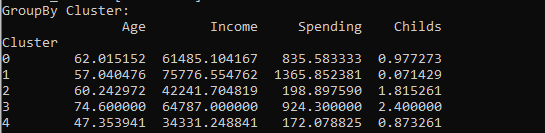 GroupBy Cluster:
Age Income Spending Childs
Cluster
0 62.015152 61485.104167 835.583333 0.977273
1 57.040476 75776.554762 1365.852381 0.071429
2 60.242972 42241.704819 198.897590 1.815261
3 74.600000 64787.000000 924.300000 2.400000
4 47.353941 34331.248841 172.078825 0.873261